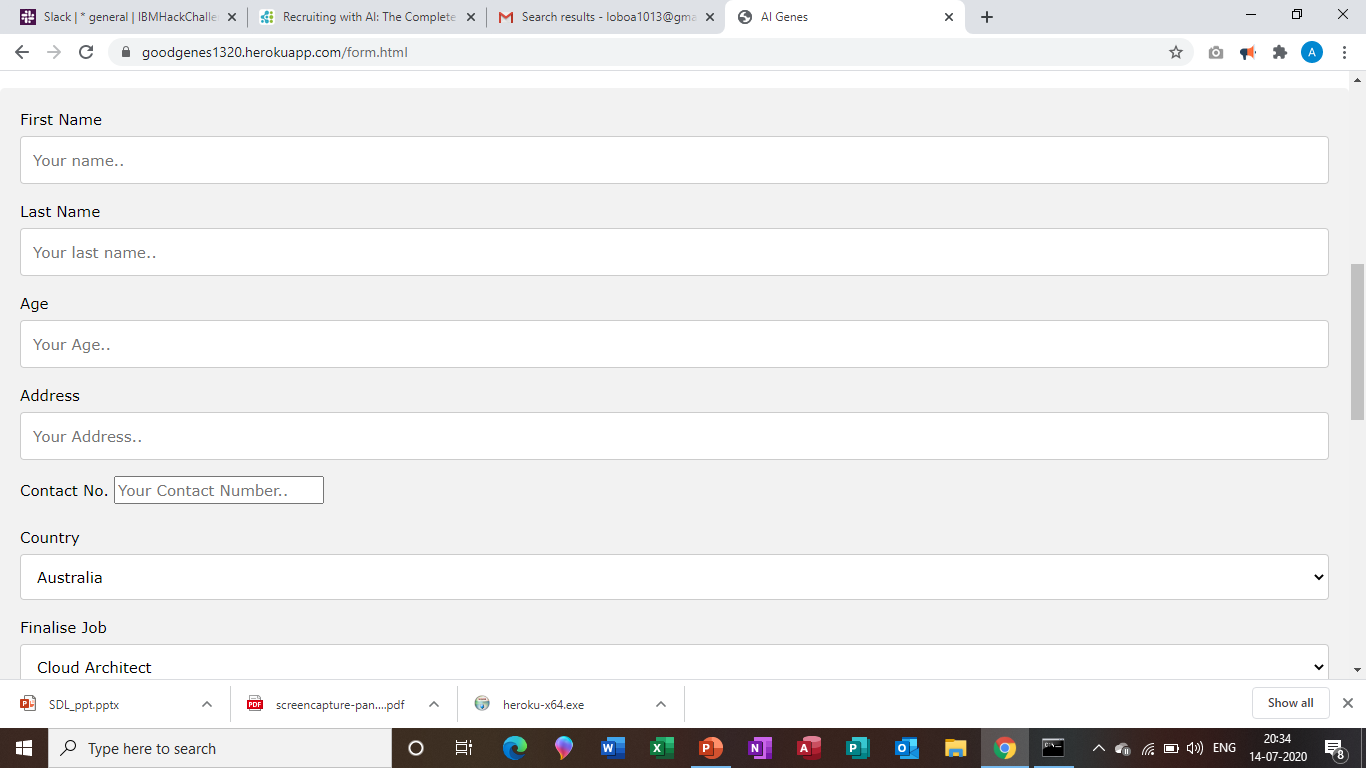 Slack | * general | IBMHackChalle
Recruiting with AI: The Complete
Search results - loboa1013@gma
AI Genes
goodgenes1320.herokuapp.com/form.html
A
First Name
Your name..
Last Name
Your last name..
Age
Your Age..
Address
Your Address..
Contact No. Your Contact Number..
Country
Australia
Finalise Job
Cloud Architect
SDL_ppt.pptx
PDF
screencapture-pan....pdf
heroku-x64.exe
Show all
Type here to search
ENG
20:34
14-07-2020
8